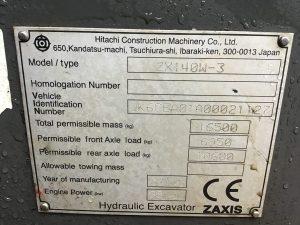 Hitachi Construction Machinery Co., Ltd.
650, Kandatsu-machi, Tsuchiura-shi, Ibaraki-ken, 300-0013 Japan
Model / type ZX140W-3
Homologation Number
Vehicle
Identification
Number
Total permissible mass (kg) 16500
Permissible front Axle load (kg)
Permissible rear axle load (kg)
Allowable towing mass (kg)
Year of manufacturing
Engine Power (kw)
CE
Hydraulic Excavator ZAXIS